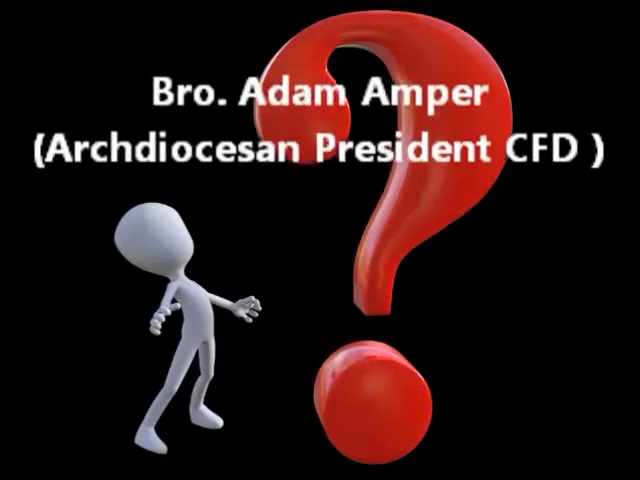 Bro. Adam Amper
(Archdiocesan President CFD )